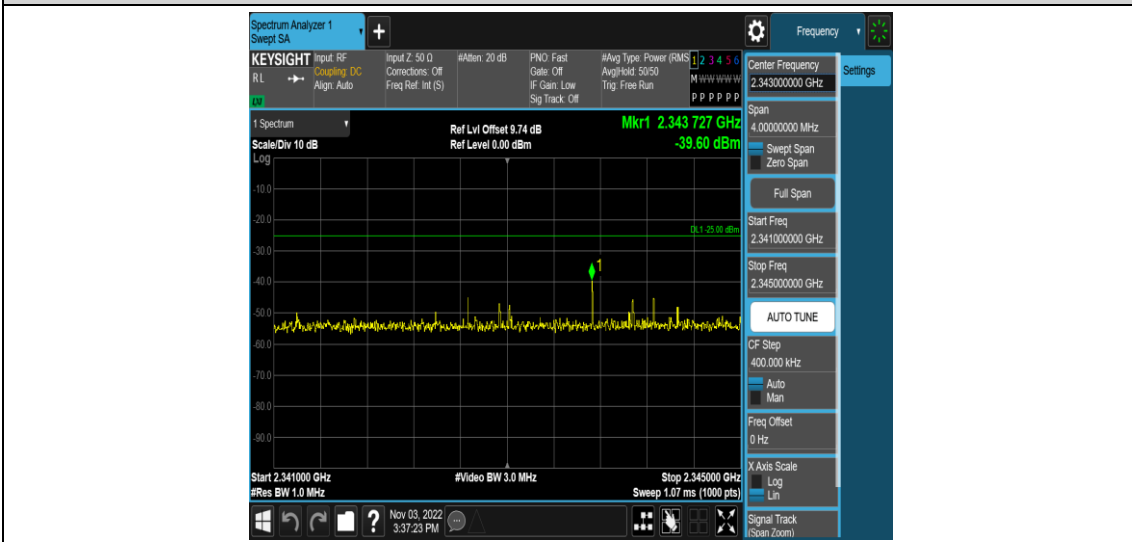 Spectrum Analyzer 1
Swept SA
+
Frequency
KEYSIGHT
RL
LXI
Input: RF
Coupling: DC
Align: Auto
Input Z: 50 Ω
Corrections: Off
Freq Ref: Int (S)
#Atten: 20 dB
PNO: Fast
Gate: Off
IF Gain: Low
Sig Track: Off
#Avg Type: Power (RMS
Avg|Hold: 50/50
Trig: Free Run
1 2 3 4 5 6
M W W W W W
P P P P P P
Center Frequency
2.343000000 GHz
Settings
Span
4.00000000 MHz
Swept Span
Zero Span
Full Span
Start Freq
2.341000000 GHz
Stop Freq
2.345000000 GHz
AUTO TUNE
CF Step
400.000 kHz
Auto
Man
Freq Offset
0 Hz
X Axis Scale
Log
Lin
Signal Track
(Span Zoom)
1 Spectrum
Scale/Div 10 dB
Ref Lvl Offset 9.74 dB
Ref Level 0.00 dBm
Mkr1 2.343 727 GHz
-39.60 dBm
Log
-10.0
-20.0
DL1 -25.00 dBm
-30.0
1
-40.0
-50.0
-60.0
-70.0
-80.0
-90.0
Start 2.341000 GHz
#Video BW 3.0 MHz
Stop 2.345000 GHz
#Res BW 1.0 MHz
Sweep 1.07 ms (1000 pts)
?
Nov 03, 2022
3:37:23 PM